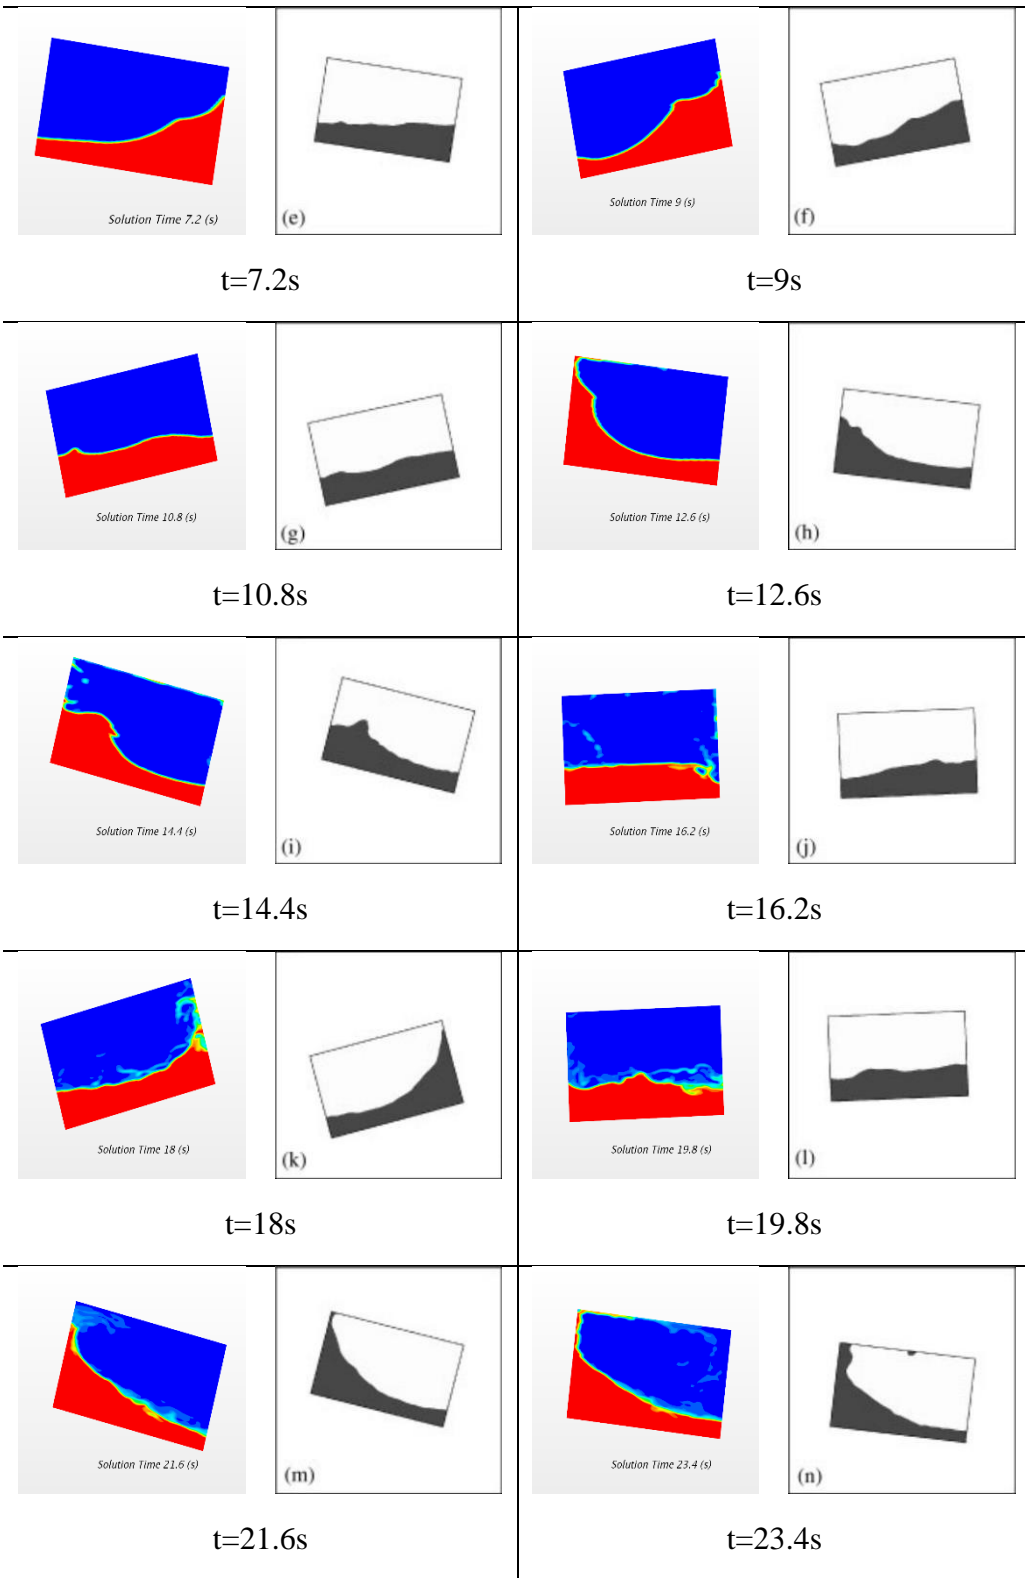 Solution Time 7.2 (s)
(e)
Solution Time 9 (s)
(f)
t=7.2s
t=9s
Solution Time 10.8 (s)
(g)
Solution Time 12.6 (s)
(h)
t=10.8s
t=12.6s
Solution Time 14.4 (s)
(i)
Solution Time 16.2 (s)
(j)
t=14.4s
t=16.2s
Solution Time 18 (s)
(k)
Solution Time 19.8 (s)
(l)
t=18s
t=19.8s
Solution Time 21.6 (s)
(m)
Solution Time 23.4 (s)
(n)
t=21.6s
t=23.4s